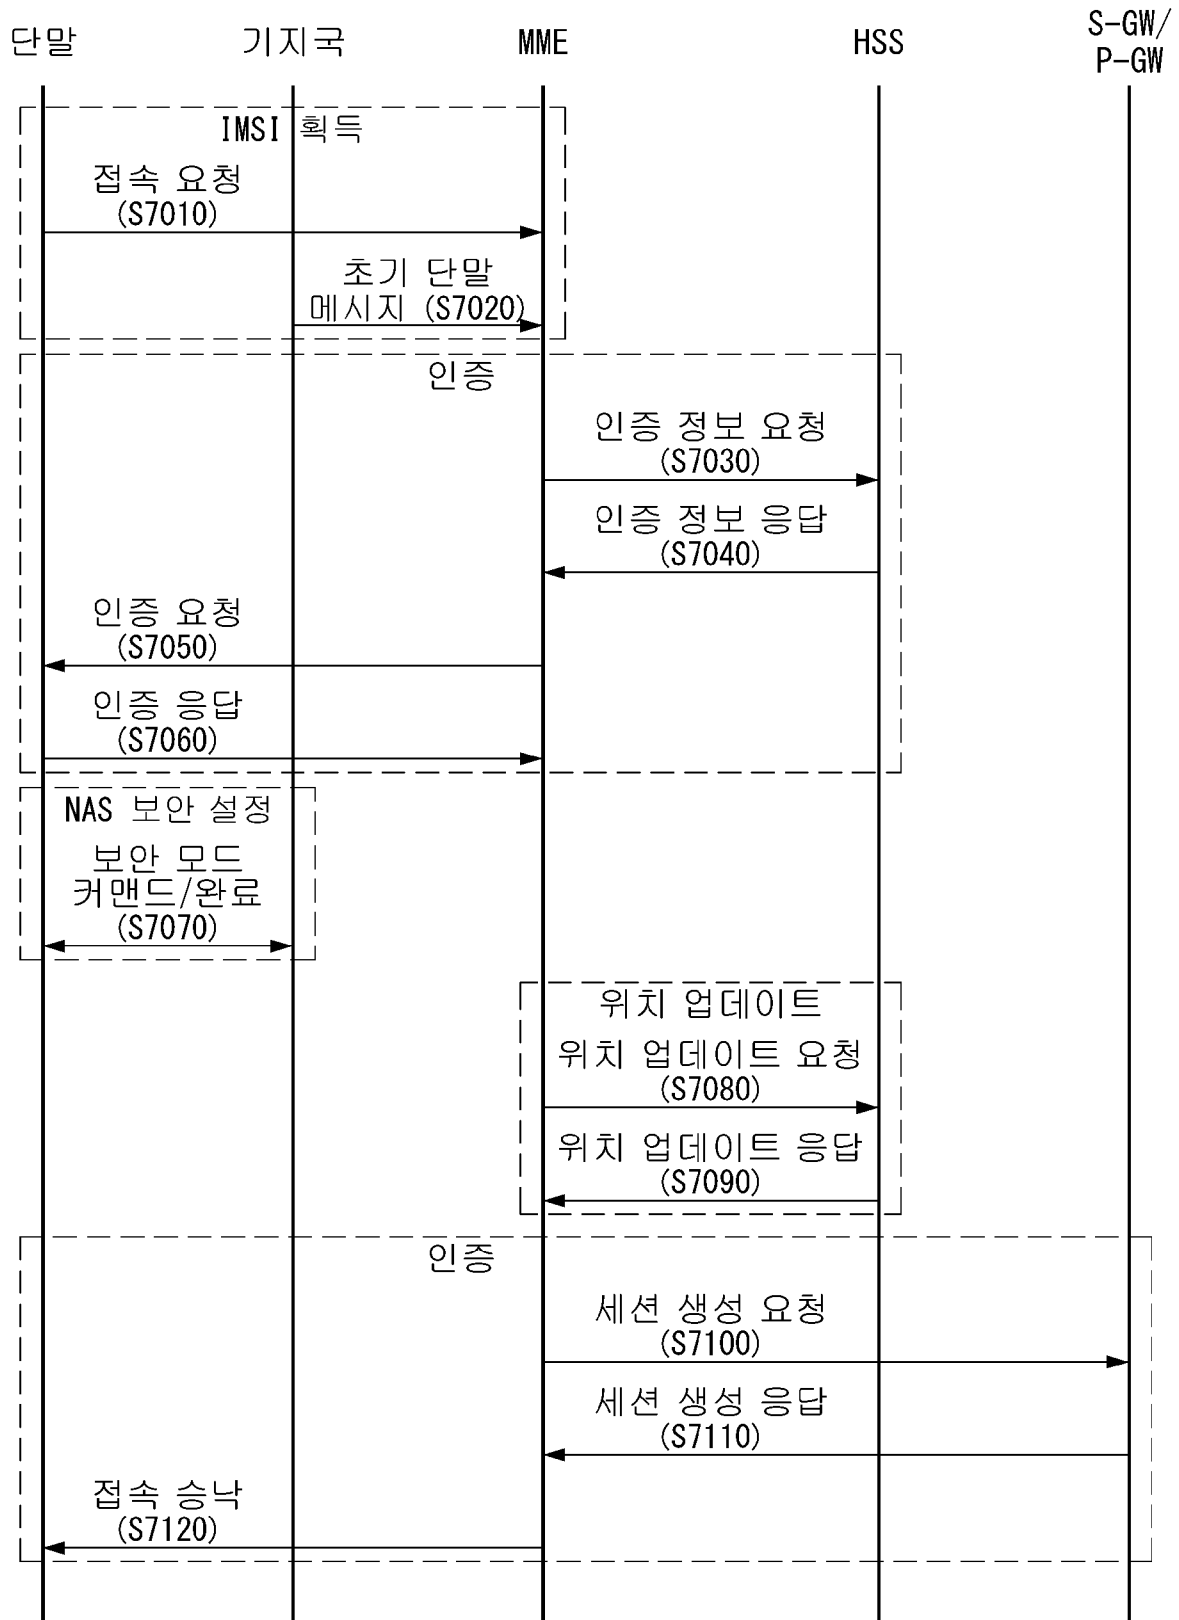 단말
기지국
MME
HSS
S-GW/
P-GW
IMSI 획득
접속 요청
(S7010)
초기 단말
메시지 (S7020)
인증
인증 정보 요청
(S7030)
인증 정보 응답
(S7040)
인증 요청
(S7050)
인증 응답
(S7060)
NAS 보안 설정
보안 모드
커맨드/완료
(S7070)
위치 업데이트
위치 업데이트 요청
(S7080)
위치 업데이트 응답
(S7090)
인증
세션 생성 요청
(S7100)
세션 생성 응답
(S7110)
접속 승낙
(S7120)